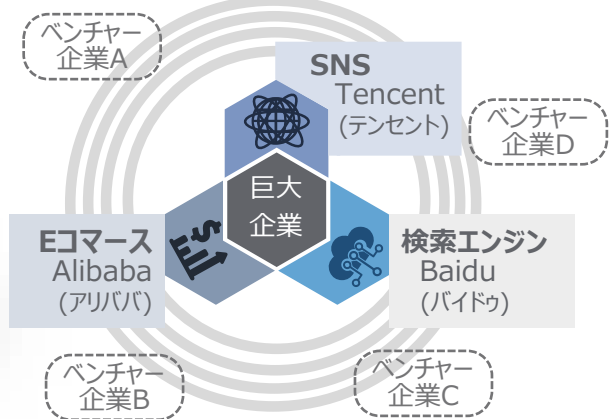 ベンチャー
企業A
SNS
Tencent
(テンセント)
ベンチャー
企業D
巨大
企業
Eコマース
Alibaba
(アリババ)
検索エンジン
Baidu
(バイドゥ)
ベンチャー
企業B
ベンチャー
企業C